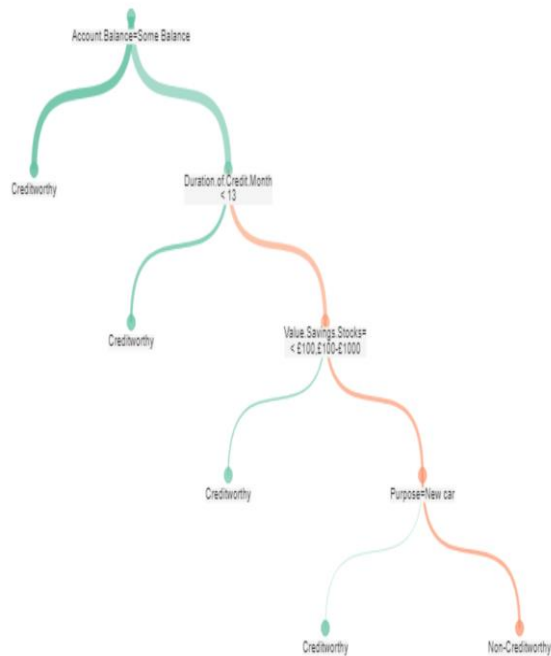 Account.Balance=Some Balance
Creditworthy
Duration.of.Credit.Month
< 13
Creditworthy
Value.Savings.Stocks=
< £100,£100-£1000
Creditworthy
Purpose=New car
Creditworthy
Non-Creditworthy